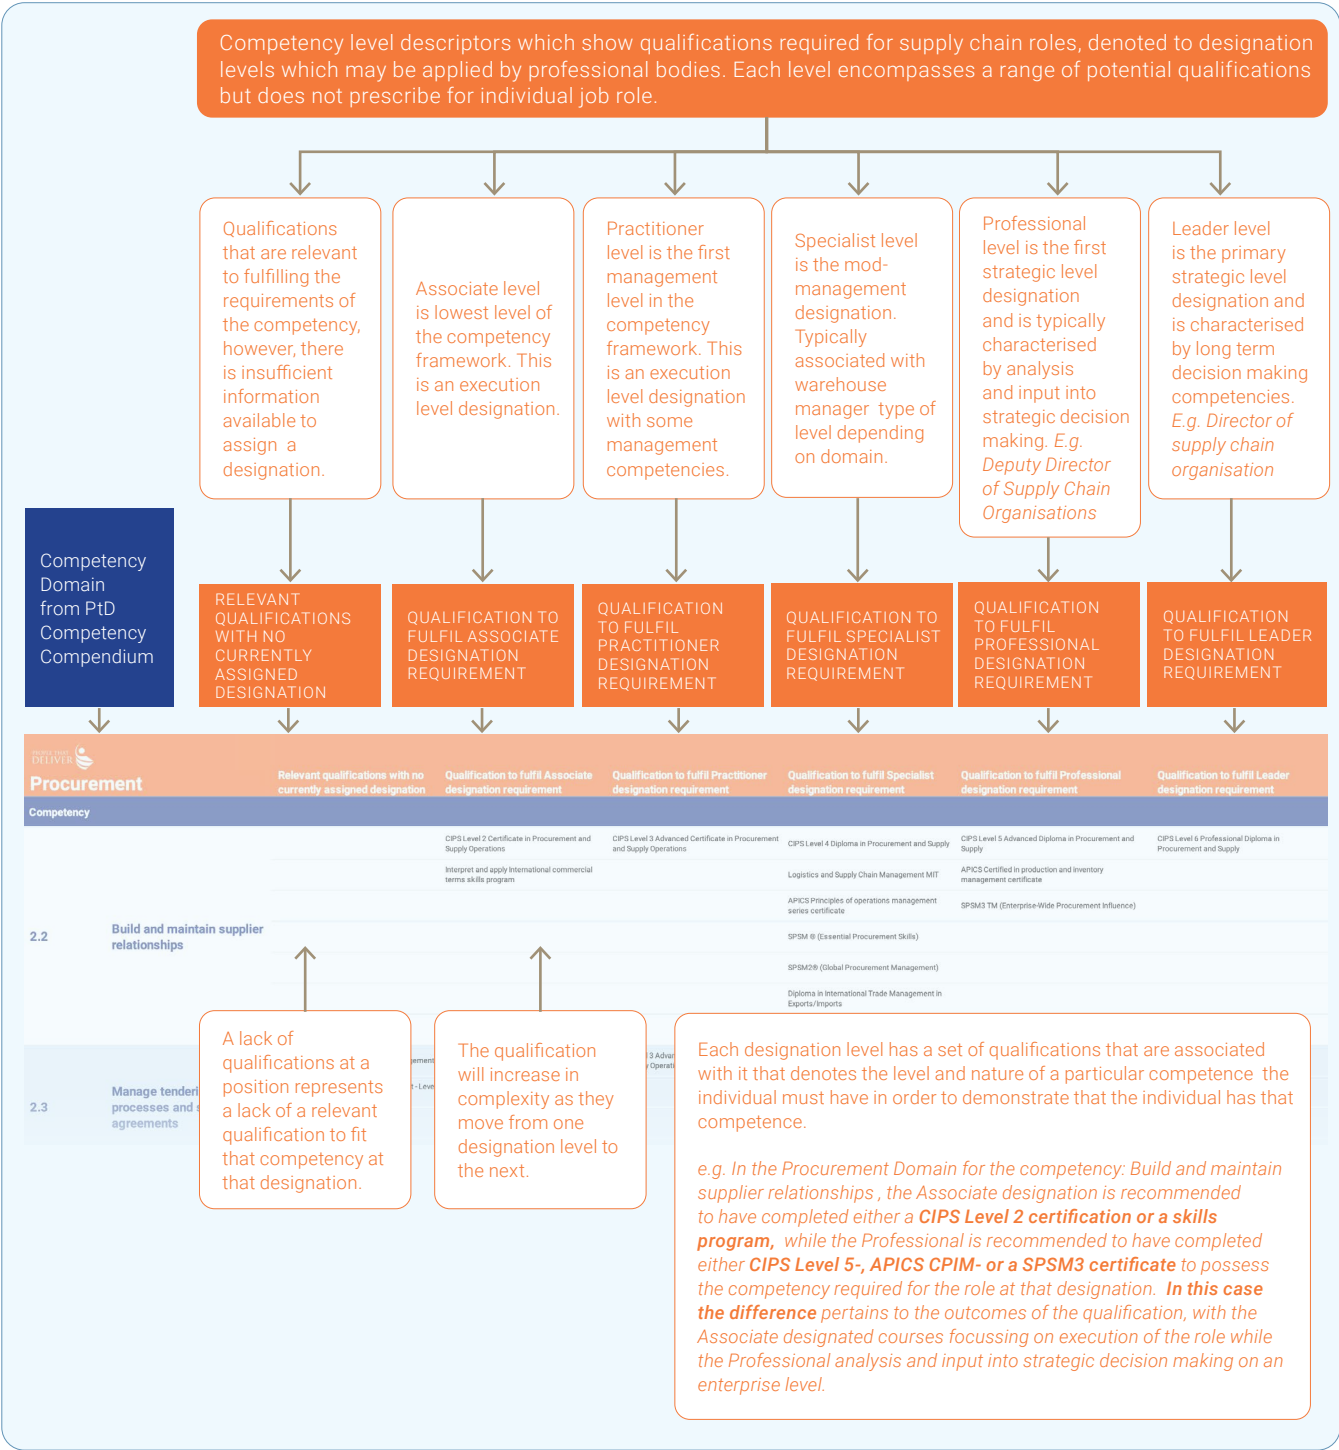 Competency level descriptors which show qualifications required for supply chain roles, denoted to designation
levels which may be applied by professional bodies. Each level encompasses a range of potential qualifications
but does not prescribe for individual job role.
Qualifications
that are relevant
to fulfilling the
requirements of
the competency,
however, there
is insufficient
information
available to
assign a
designation.
Associate level
is lowest level of
the competency
framework. This
is an execution
level designation.
Practitioner
level is the first
management
level in the
competency
framework. This
is an execution
level designation
with some
management
competencies.
Specialist level
is the mod-
management
designation.
Typically
associated with
warehouse
manager type of
level depending
on domain.
Professional
level is the first
strategic level
designation
and is typically
characterised
by analysis
and input into
strategic decision
making. E.g.
Deputy Director
of Supply Chain
Organisations
Leader level
is the primary
strategic level
designation and
is characterised
by long term
decision making
competencies.
E.g. Director of
supply chain
organisation
Competency
Domain
from PtD
Competency
Compendium
RELEVANT
QUALIFICATIONS
WITH NO
CURRENTLY
ASSIGNED
DESIGNATION
QUALIFICATION TO
FULFIL ASSOCIATE
DESIGNATION
REQUIREMENT
QUALIFICATION
TO FULFIL
PRACTITIONER
DESIGNATION
REQUIREMENT
QUALIFICATION TO
FULFIL SPECIALIST
DESIGNATION
REQUIREMENT
QUALIFICATION
TO FULFIL
PROFESSIONAL
DESIGNATION
REQUIREMENT
QUALIFICATION
TO FULFIL LEADER
DESIGNATION
REQUIREMENT
PEOPLE THAT
DELIVER
Procurement
Relevant qualifications with no
currently assigned designation
Qualification to fulfil Associate
designation requirement
Qualification to fulfil Practitioner
designation requirement
Qualification to fulfil Specialist
designation requirement
Qualification to fulfil Professional
designation requirement
Qualification to fulfil Leader
designation requirement
Competency
2.2
Build and maintain supplier
relationships
CIPS Level 2 Certificate in Procurement and
Supply Operations
CIPS Level 3 Advanced Certificate in Procurement
and Supply Operations
CIPS Level 4 Diploma in Procurement and Supply
CIPS Level 5 Advanced Diploma in Procurement and
Supply
CIPS Level 6 Professional Diploma in
Procurement and Supply
Interpret and apply International commercial
terms skills program
Logistics and Supply Chain Management MIT
APICS Certified in production and inventory
management certificate
APICS Principles of operations management
series certificate
SPSM3 TM (Enterprise-Wide Procurement Influence)
SPSM ® (Essential Procurement Skills)
SPSM2® (Global Procurement Management)
Diploma in International Trade Management in
Exports/Imports
2.3
Manage tenderi
processes and s
agreements
gement
t - Leve
l 3 Advan
y Operati
A lack of
qualifications at a
position represents
a lack of a relevant
qualification to fit
that competency at
that designation.
The qualification
will increase in
complexity as they
move from one
designation level to
the next.
Each designation level has a set of qualifications that are associated
with it that denotes the level and nature of a particular competence the
individual must have in order to demonstrate that the individual has that
competence.
e.g. In the Procurement Domain for the competency: Build and maintain
supplier relationships , the Associate designation is recommended
to have completed either a CIPS Level 2 certification or a skills
program, while the Professional is recommended to have completed
either CIPS Level 5-, APICS CPIM- or a SPSM3 certificate to possess
the competency required for the role at that designation. In this case
the difference pertains to the outcomes of the qualification, with the
Associate designated courses focussing on execution of the role while
the Professional analysis and input into strategic decision making on an
enterprise level.